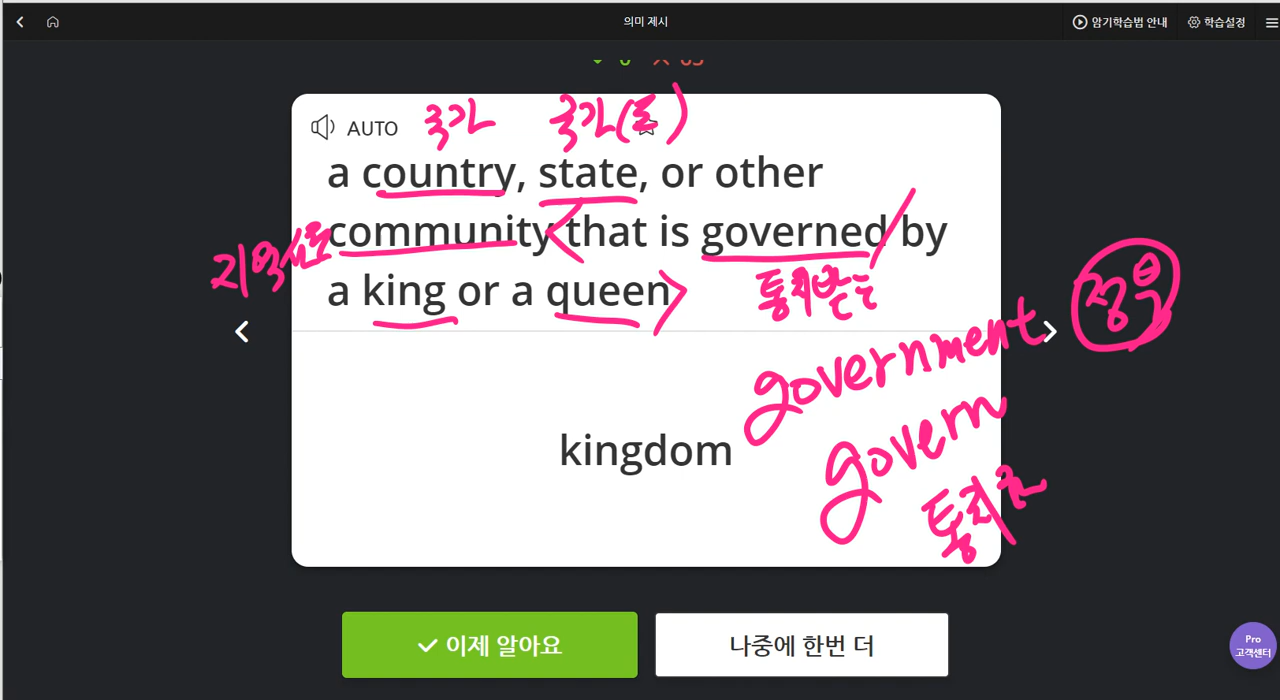 의미 제시
암기학습법 안내
학습설정
AUTO
국가 국가(주)
a country, state, or other
community that is governed by
지역사회
a king or a queen
통치받는
정부
government
kingdom
govern
통치
이제 알아요
나중에 한번 더
Pro
고객센터